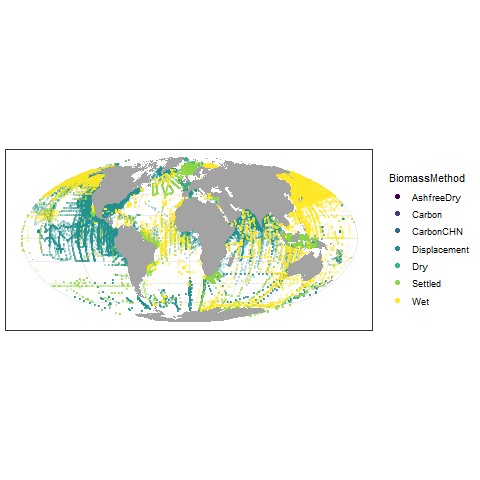 BiomassMethod
AshfreeDry
Carbon
CarbonCHN
Displacement
Dry
Settled
Wet